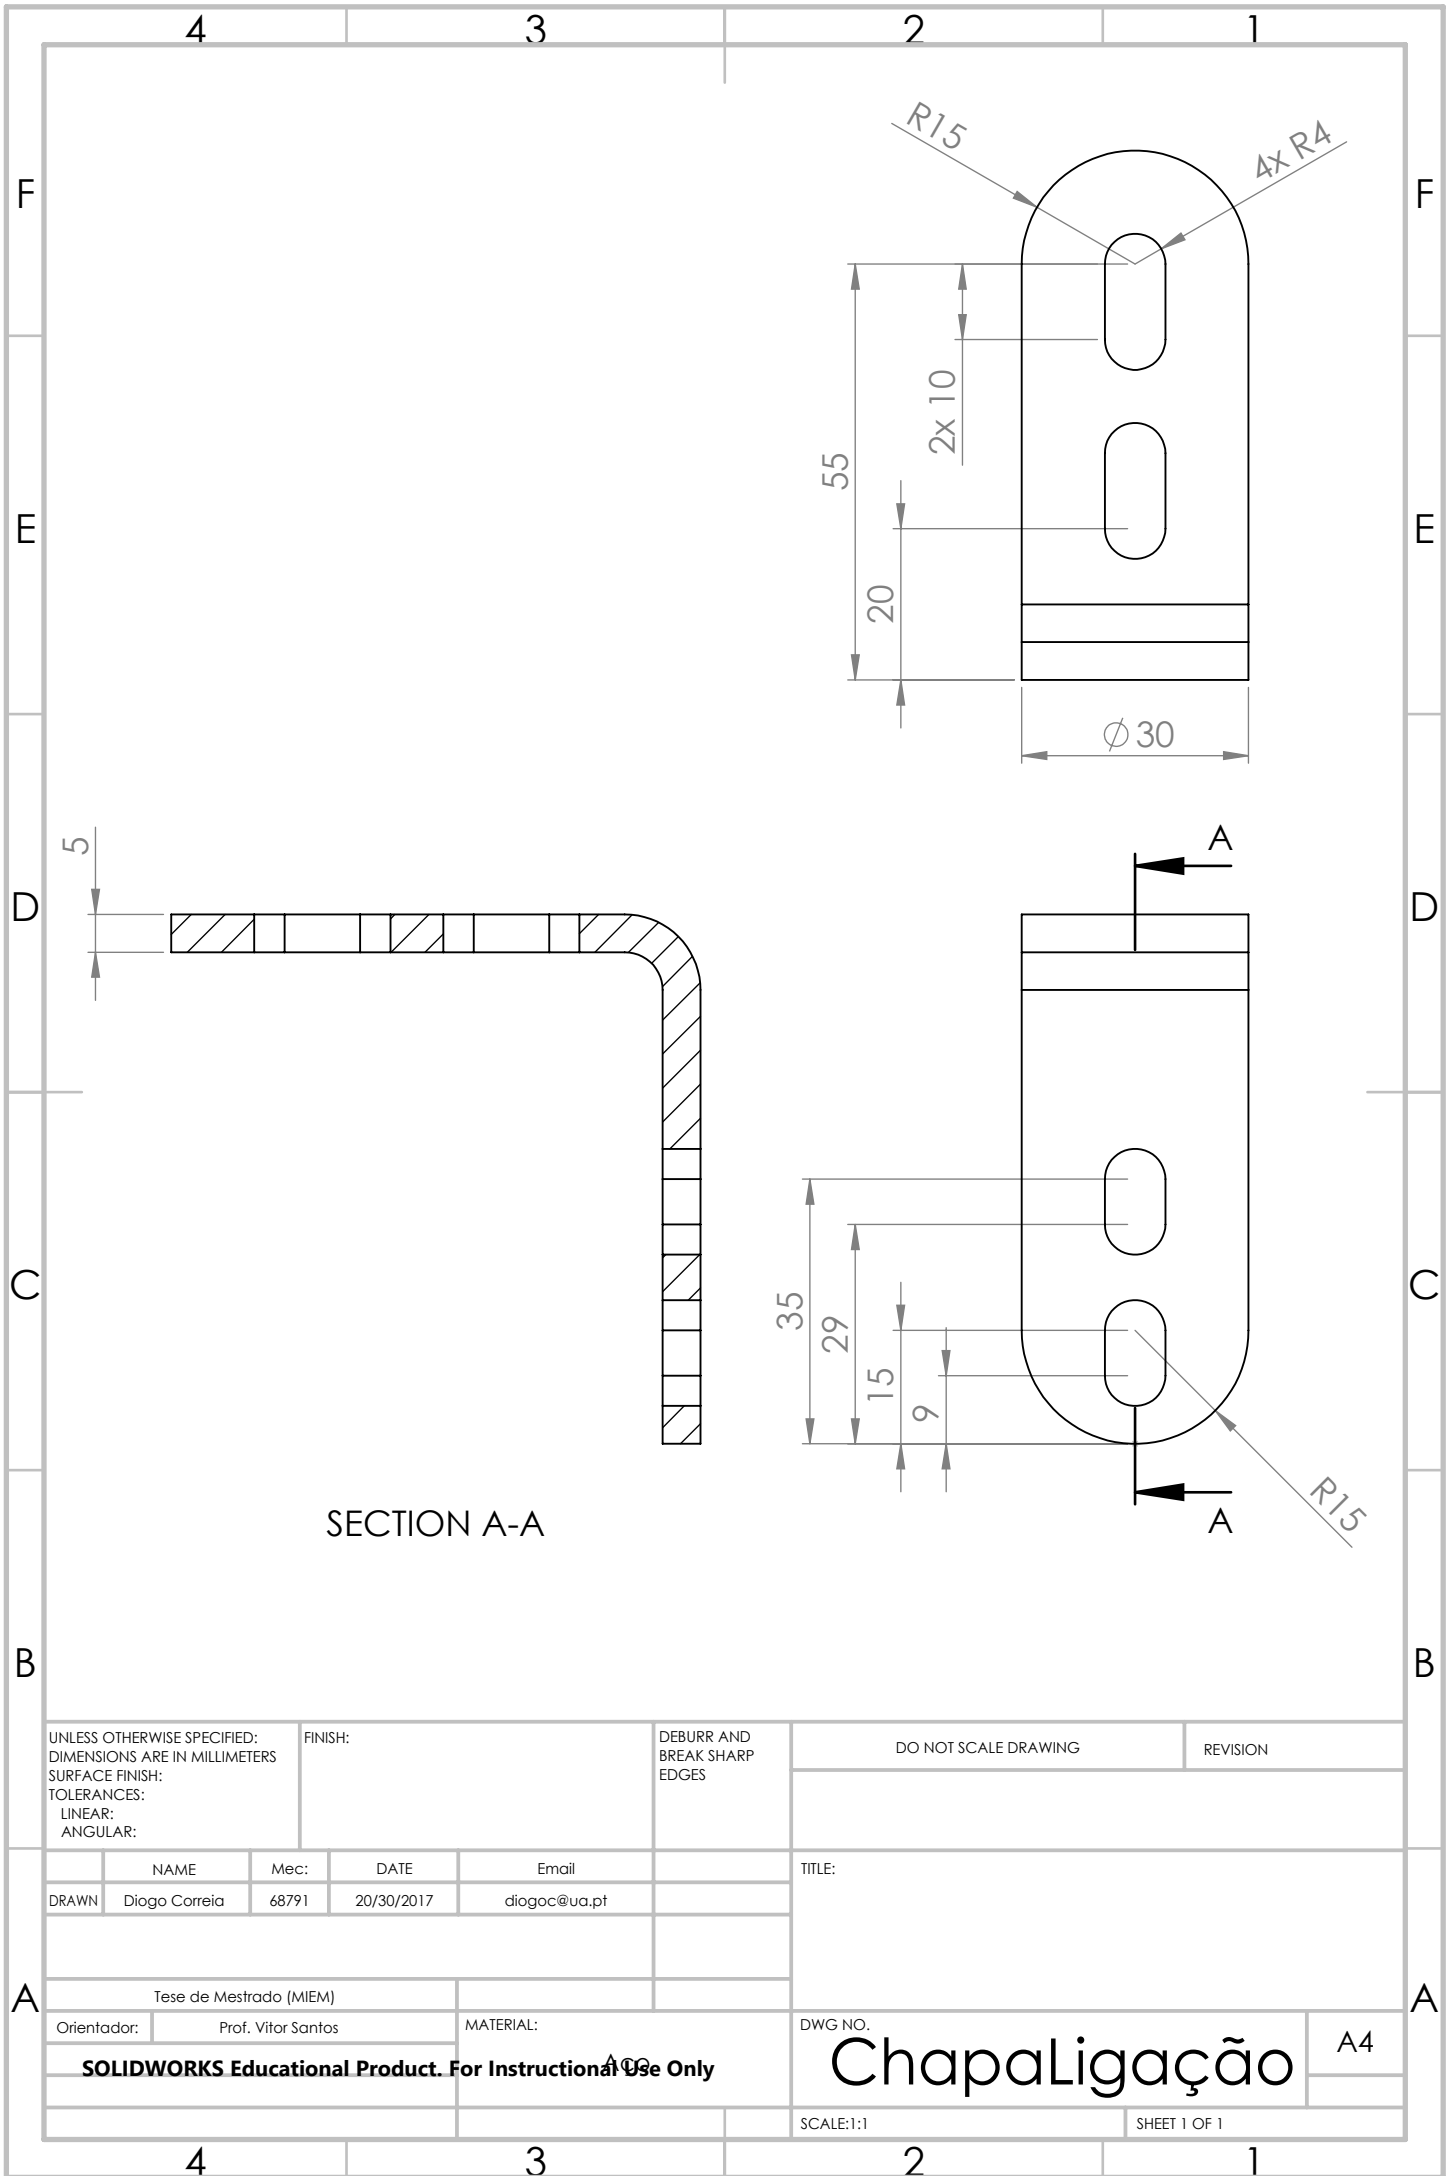 4 3 2 1
R15
4x R4
F F
2x 10
55
E E
20
⌀30
5
A
D D
35
29
15
9
C C
R15
A
SECTION A-A
B B
UNLESS OTHERWISE SPECIFIED:
DIMENSIONS ARE IN MILLIMETERS
SURFACE FINISH:
TOLERANCES:
LINEAR:
ANGULAR:
FINISH:
DEBURR AND
BREAK SHARP
EDGES
DO NOT SCALE DRAWING
REVISION
NAME Mec: DATE Email
DRAWN Diogo Correia 68791 20/30/2017 diogoc@ua.pt
TITLE:
A A
Tese de Mestrado (MIEM)
Orientador: Prof. Vitor Santos
MATERIAL:
Aço
SOLIDWORKS Educational Product. For Instructional Use Only
DWG NO.
ChapaLigação
A4
SCALE:1:1
SHEET 1 OF 1
4 3 2 1